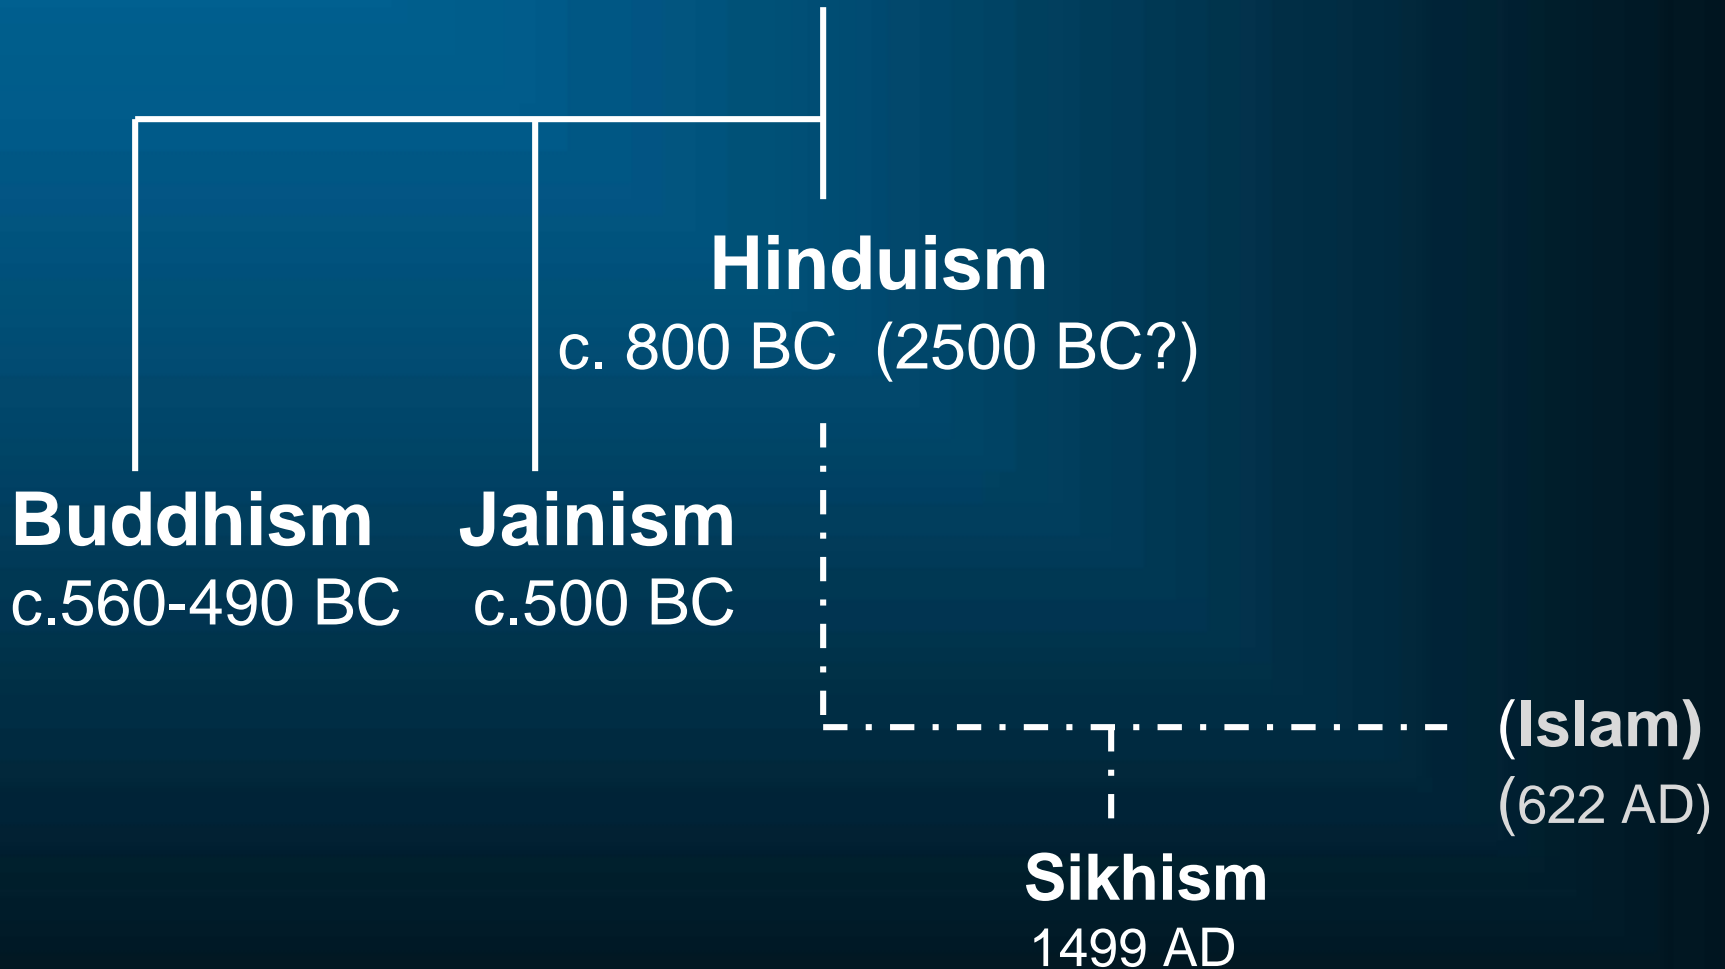 Hinduism
c. 800 BC (2500 BC?)
Buddhism
c.560-490 BC
Jainism
c.500 BC
(Islam)
(622 AD)
Sikhism
1499 AD